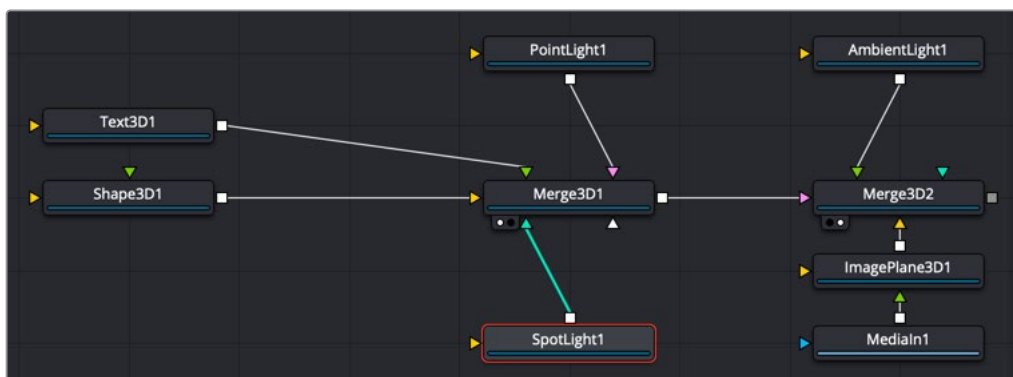 PointLight1
AmbientLight1
Text3D1
Shape3D1
Merge3D1
Merge3D2
ImagePlane3D1
SpotLight1
MediaIn1